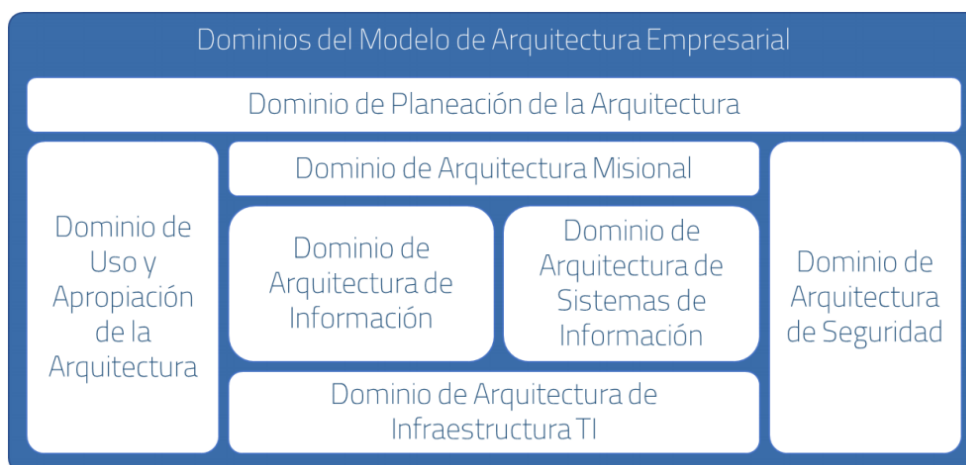 Dominios del Modelo de Arquitectura Empresarial
Dominio de Planeación de la Arquitectura
Dominio de Uso y
Apropiación
de la
Arquitectura
Dominio de Arquitectura Misional
Dominio de
Arquitectura de
Información
Dominio de
Arquitectura de
Sistemas de
Información
Dominio de Arquitectura de
Infraestructura TI
Dominio de
Arquitectura
de Seguridad